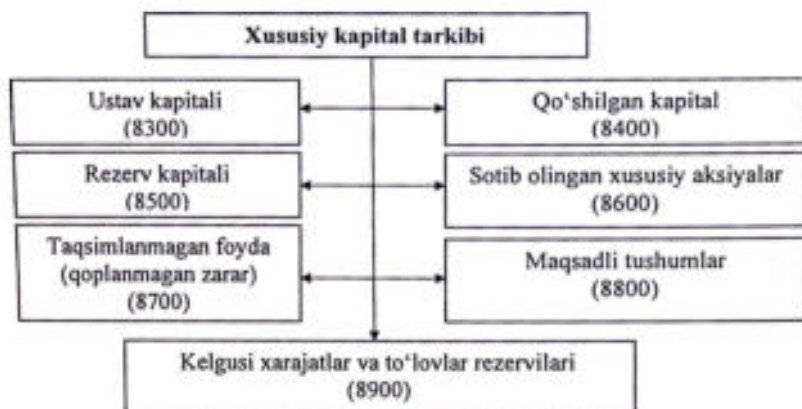 Xususiy kapital tarkibi
Ustav kapitali
(8300)
Qo‘shilgan kapital
(8400)
Rezerv kapitali
(8500)
Sotib olingan xususiy aksiyalar
(8600)
Taqsimlanmagan foyda
(qoplanmagan zarar)
(8700)
Maqsadli tushumlar
(8800)
Kelgusi xarajatlar va to‘lovlar rezervilari
(8900)